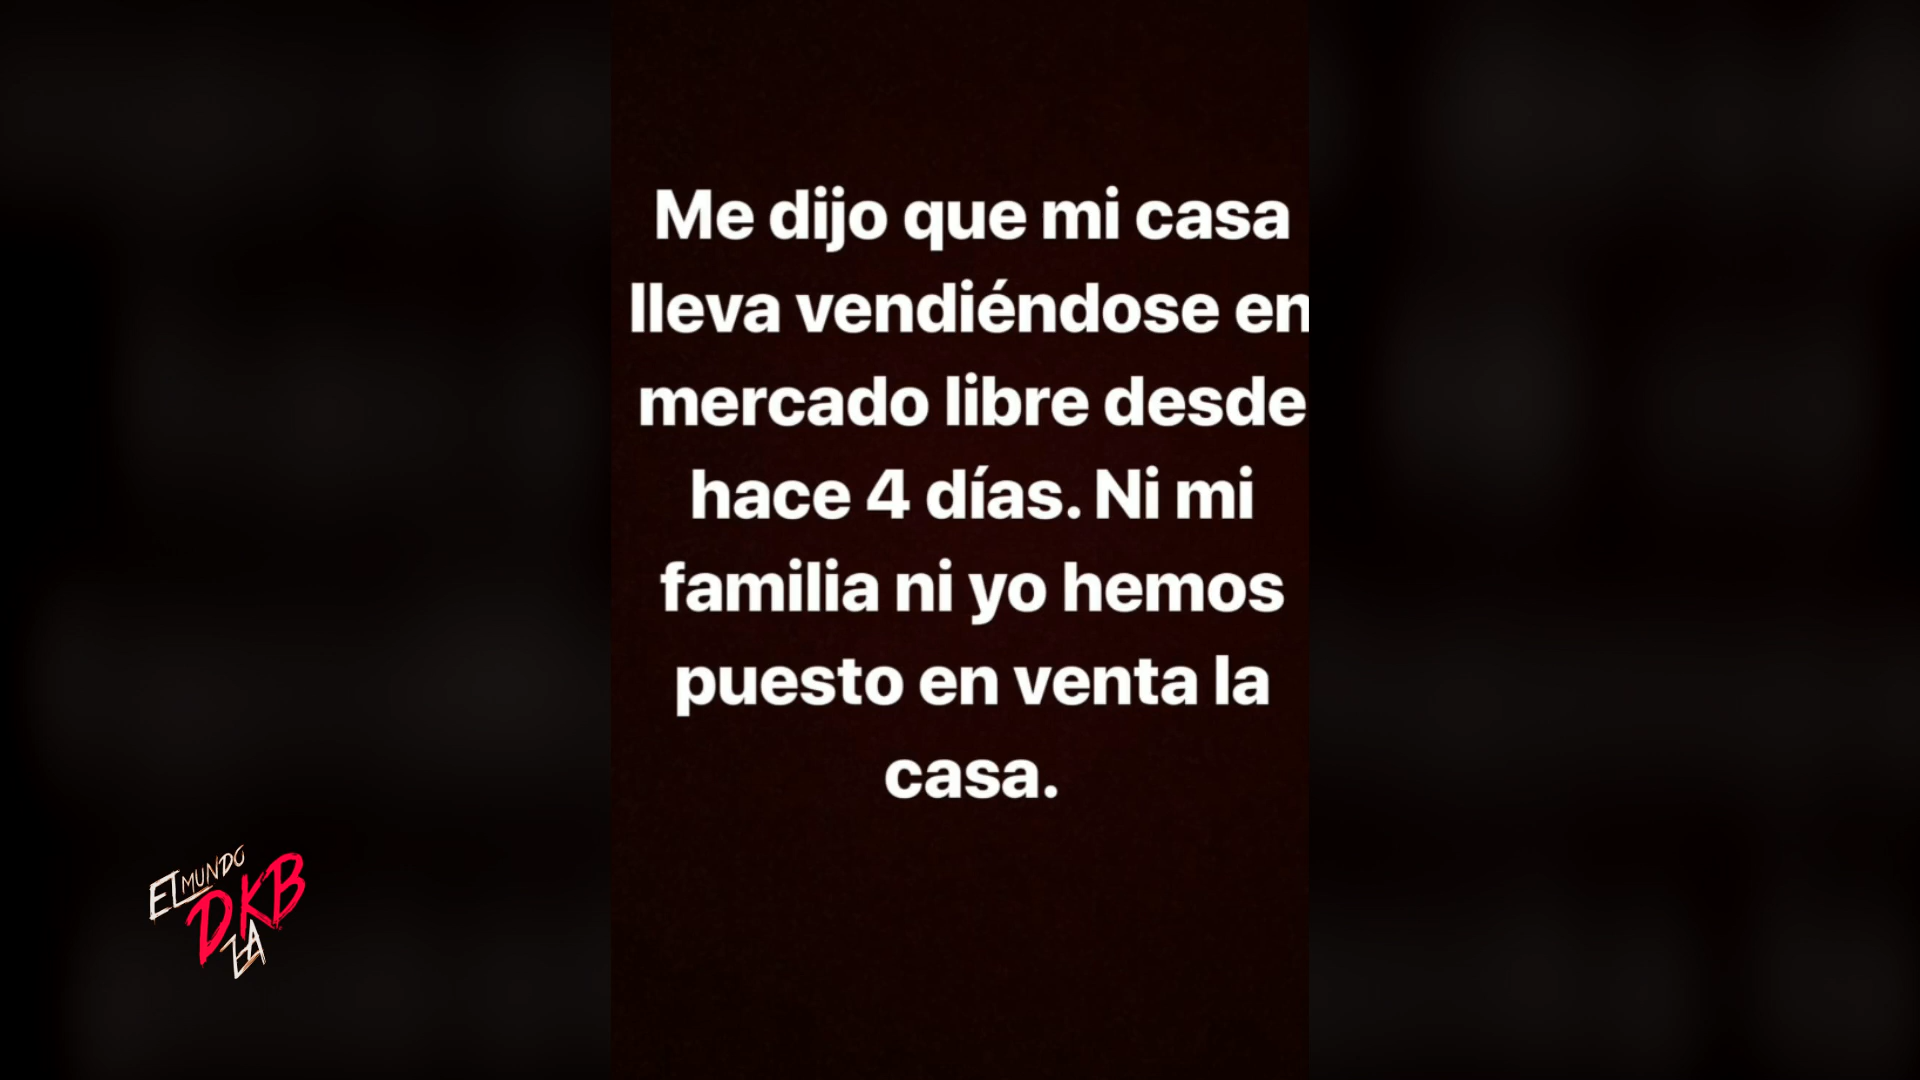 Me dijo que mi casa
lleva vendiéndose en
mercado libre desde
hace 4 días. Ni mi
familia ni yo hemos
puesto en venta la
casa.
EL MUNDO
DKB
ZA